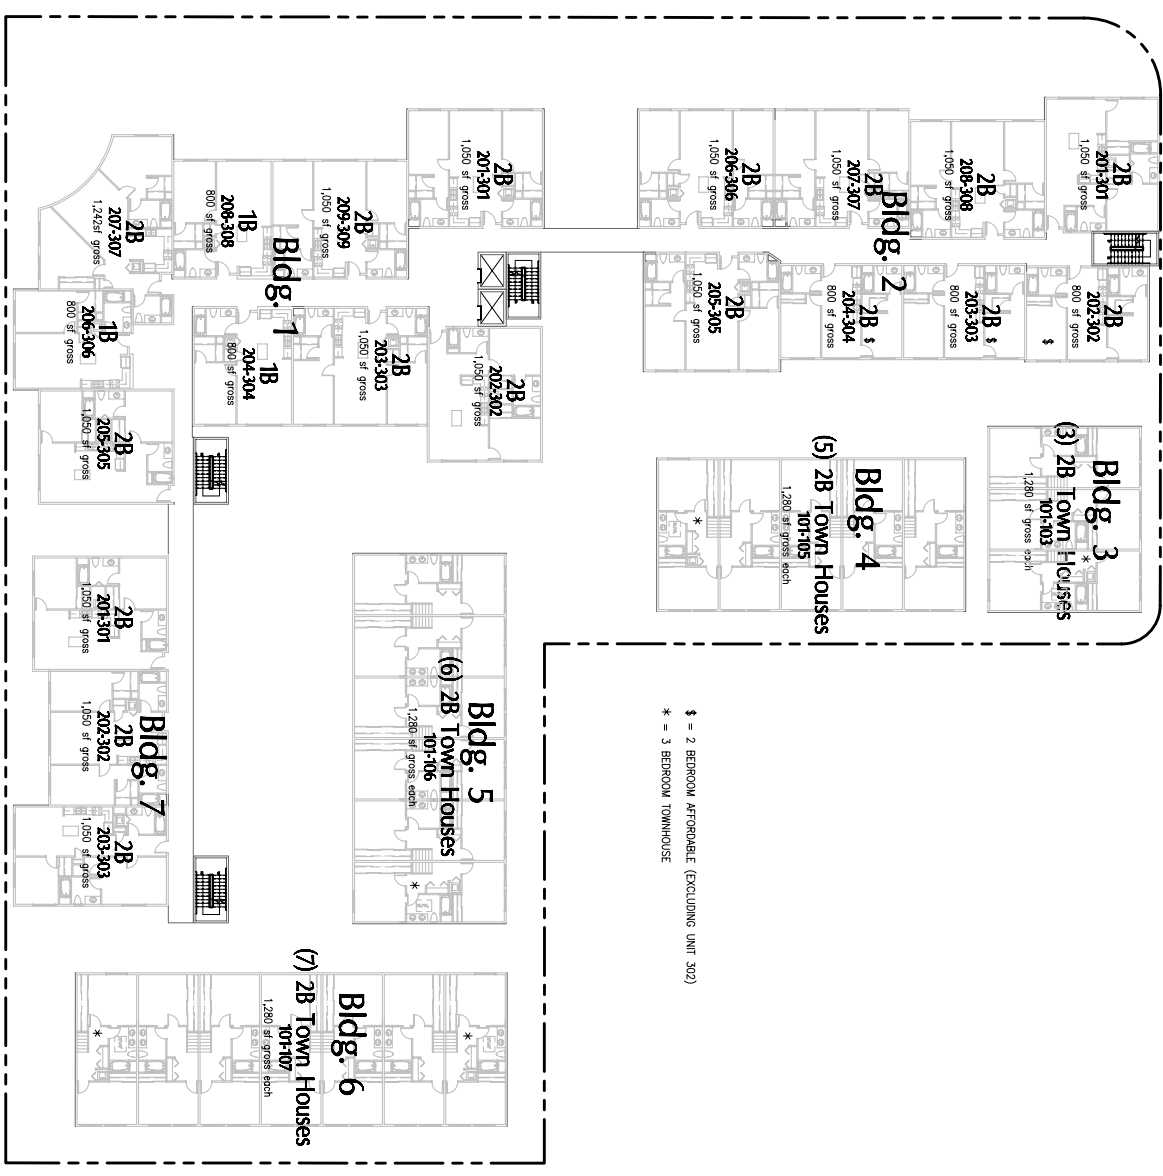 Bldg. 1
2B
201-301
1,050 sf gross
2B
202-302
1,050 sf gross
2B
203-303
1,050 sf gross
1B
204-304
800 sf gross
2B
205-305
1,050 sf gross
1B
206-306
800 sf gross
2B
207-307
1,242sf gross
1B
208-308
800 sf gross
2B
209-309
1,050 sf gross
Bldg. 2
2B
201-301
1,050 sf gross
2B
202-302
800 sf gross
$
2B
203-303
800 sf gross
$
2B
204-304
800 sf gross
$
2B
205-305
1,050 sf gross
2B
206-306
1,050 sf gross
2B
207-307
1,050 sf gross
2B
208-308
1,050 sf gross
Bldg. 3
(3) 2B Town Houses
101-103
1,280 sf gross each
*
Bldg. 4
(5) 2B Town Houses
101-105
1,280 sf gross each
*
Bldg. 5
(6) 2B Town Houses
101-106
1,280 sf gross each
*
Bldg. 6
(7) 2B Town Houses
101-107
1,280 sf gross each
*
*
Bldg. 7
2B
201-301
1,050 sf gross
2B
202-302
1,050 sf gross
2B
203-303
1,050 sf gross
$ = 2 BEDROOM AFFORDABLE (EXCLUDING UNIT 302)
* = 3 BEDROOM TOWNHOUSE